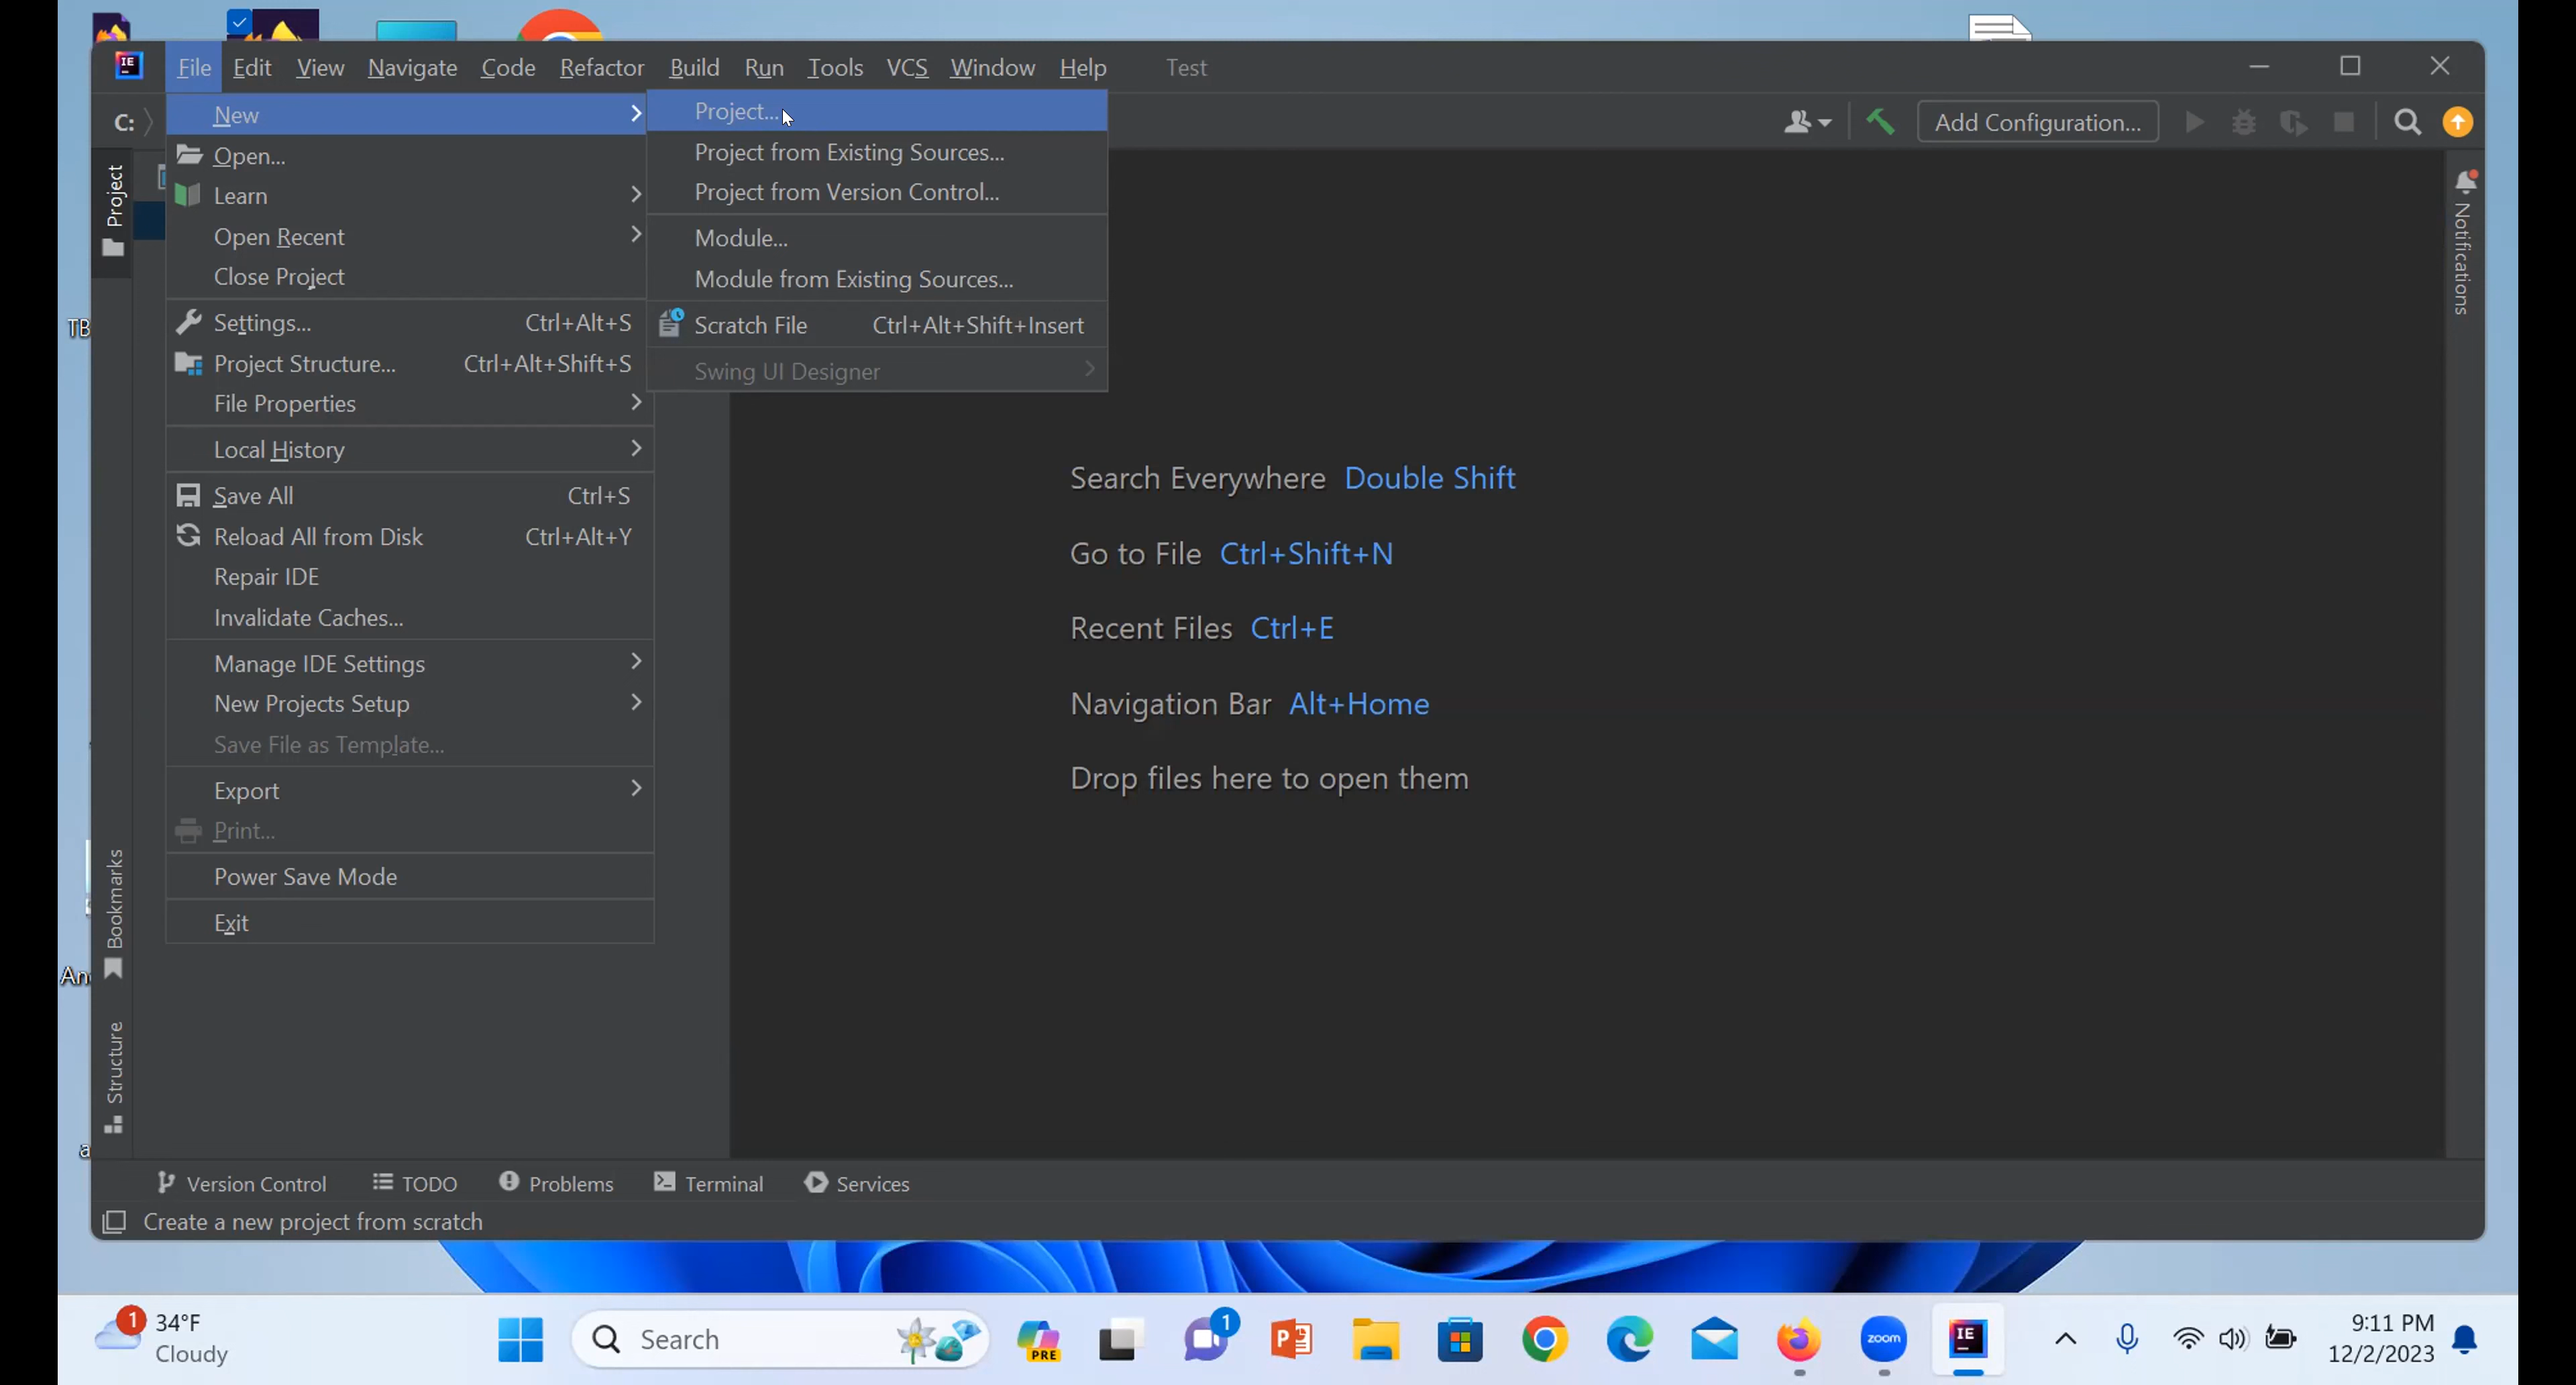 File Edit View Navigate Code Refactor Build Run Tools VCS Window Help Test
C:
Add Configuration...
New
Open...
Learn
Open Recent
Close Project
Settings... Ctrl+Alt+S
Project Structure... Ctrl+Alt+Shift+S
File Properties
Local History
Save All Ctrl+S
Reload All from Disk Ctrl+Alt+Y
Repair IDE
Invalidate Caches...
Manage IDE Settings
New Projects Setup
Save File as Template...
Export
Print...
Power Save Mode
Exit
Project...
Project from Existing Sources...
Project from Version Control...
Module...
Module from Existing Sources...
Scratch File Ctrl+Alt+Shift+Insert
Swing UI Designer
Project
Bookmarks
Structure
Notifications
Search Everywhere Double Shift
Go to File Ctrl+Shift+N
Recent Files Ctrl+E
Navigation Bar Alt+Home
Drop files here to open them
TB
a
Version Control TODO Problems Terminal Services
Create a new project from scratch
1
34°F
Cloudy
Search
PRE
1
zoom
IE
IE
9:11 PM
12/2/2023